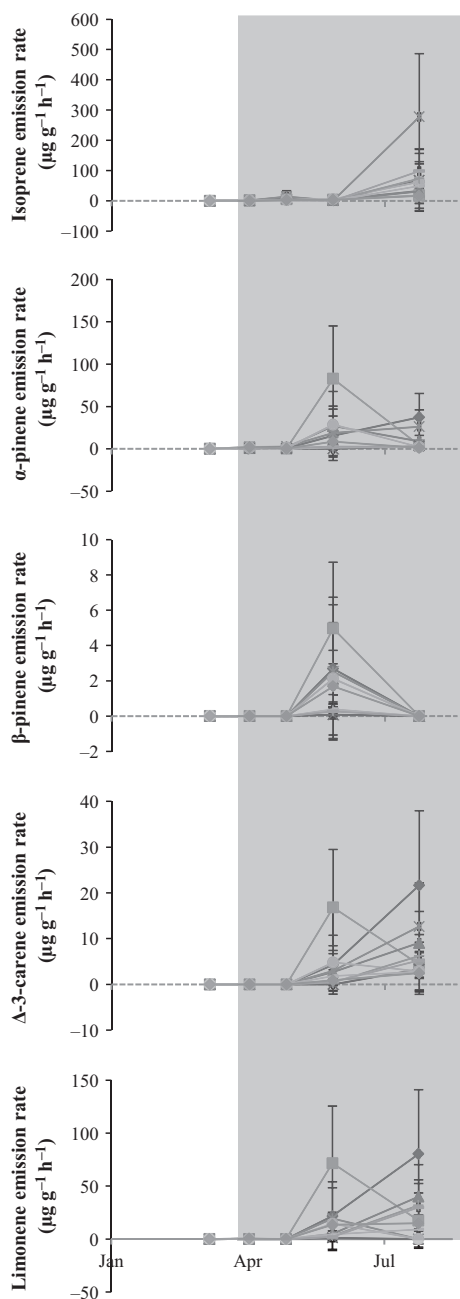 Isoprene emission rate
(µg g–1 h–1)
600
500
400
300
200
100
0
–100
α-pinene emission rate
(µg g–1 h–1)
200
150
100
50
0
–50
β-pinene emission rate
(µg g–1 h–1)
10
8
6
4
2
0
–2
Δ-3-carene emission rate
(µg g–1 h–1)
40
30
20
10
0
–10
Limonene emission rate
(µg g–1 h–1)
150
100
50
0
–50
Jan
Apr
Jul